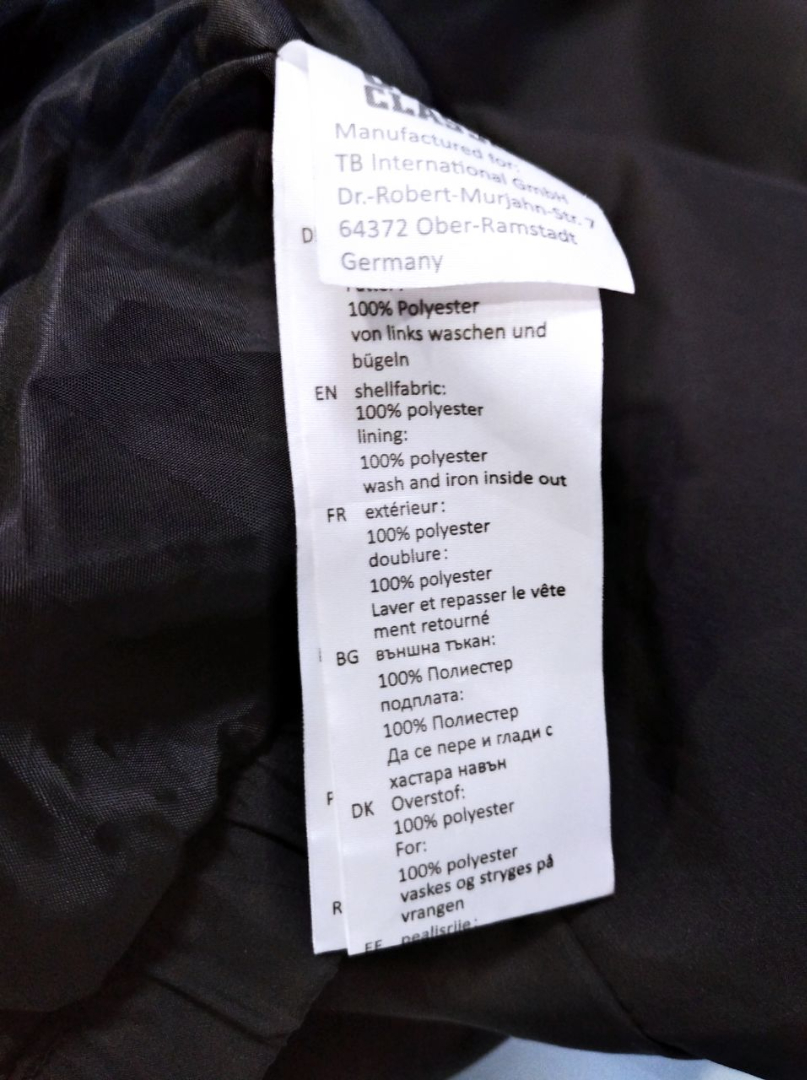 Manufactured for:
TB International GmbH
Dr.-Robert-Murjahn-Str. 7
64372 Ober-Ramstadt
Germany
100% Polyester
von links waschen und
bügeln
EN shellfabric:
100% polyester
lining:
100% polyester
wash and iron inside out
FR extérieur:
100% polyester
doublure:
100% polyester
Laver et repasser le vête
ment retourné
BG външна тъкан:
100% Полиестер
подплата:
100% Полиестер
Да се пере и глади с
хастара навън
DK Overstof:
100% polyester
For:
100% polyester
vaskes og stryges på
vrangen
EE pealisriie: